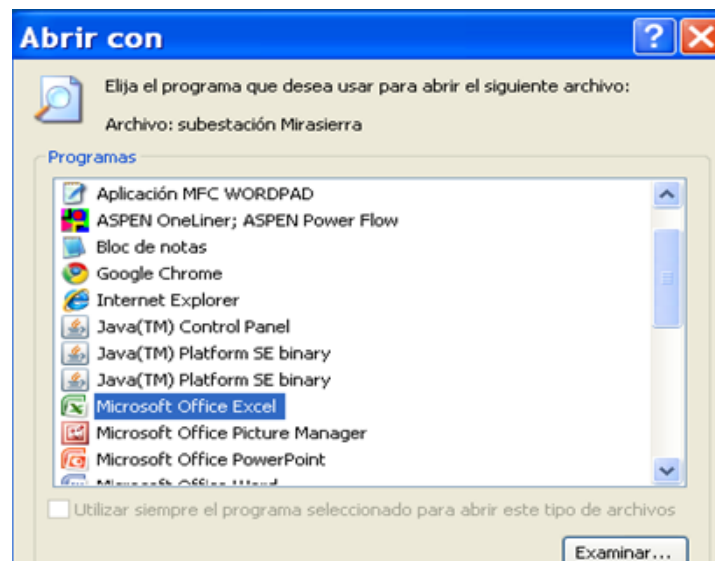 Abrir con
Elija el programa que desea usar para abrir el siguiente archivo:
Archivo: subestación Mirasierra
Programas
Aplicación MFC WORDPAD
ASPEN OneLiner; ASPEN Power Flow
Bloc de notas
Google Chrome
Internet Explorer
Java(TM) Control Panel
Java(TM) Platform SE binary
Java(TM) Platform SE binary
Microsoft Office Excel
Microsoft Office Picture Manager
Microsoft Office PowerPoint
Microsoft Office Word
Utilizar siempre el programa seleccionado para abrir este tipo de archivos
Examinar...